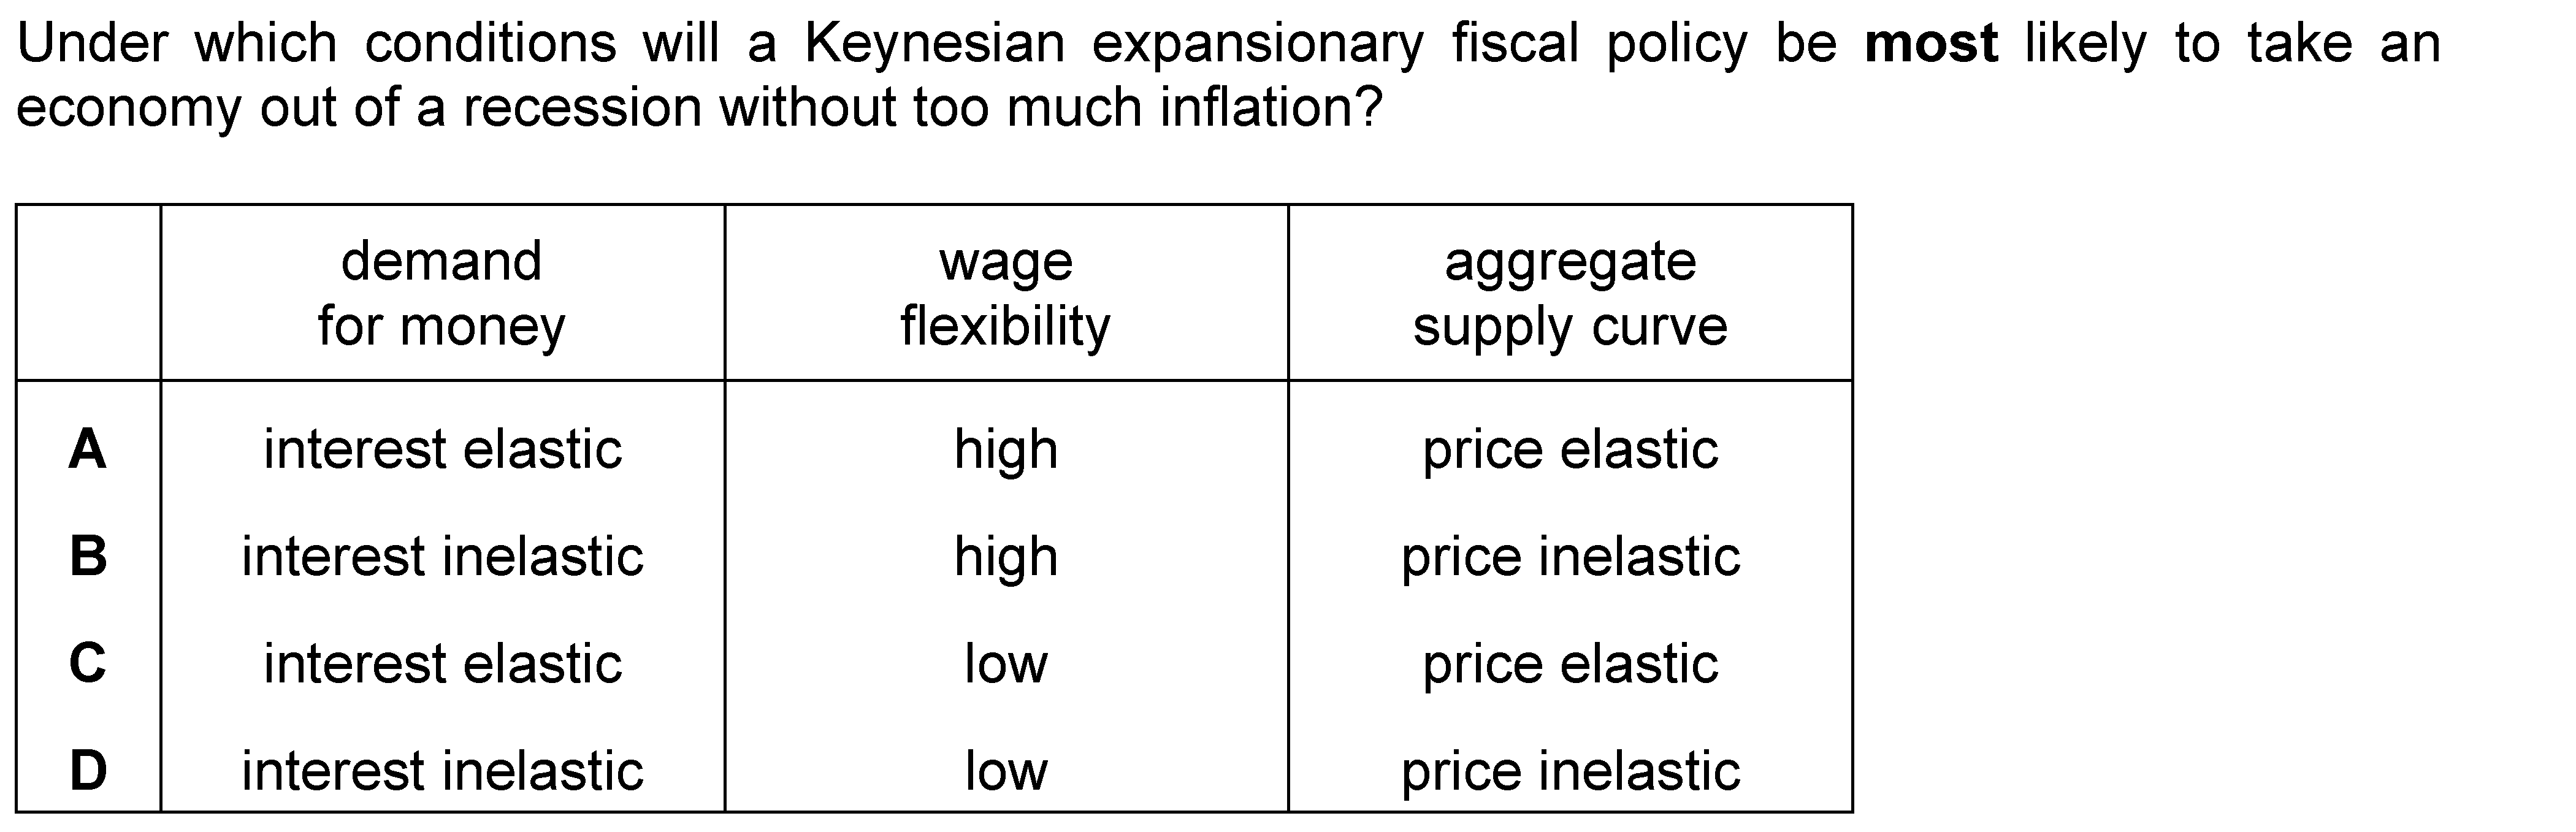 Under which conditions will a Keynesian expansionary fiscal policy be most likely to take an
economy out of a recession without too much inflation?
demand for money wage flexibility aggregate supply curve
A interest elastic high price elastic
B interest inelastic high price inelastic
C interest elastic low price elastic
D interest inelastic low price inelastic